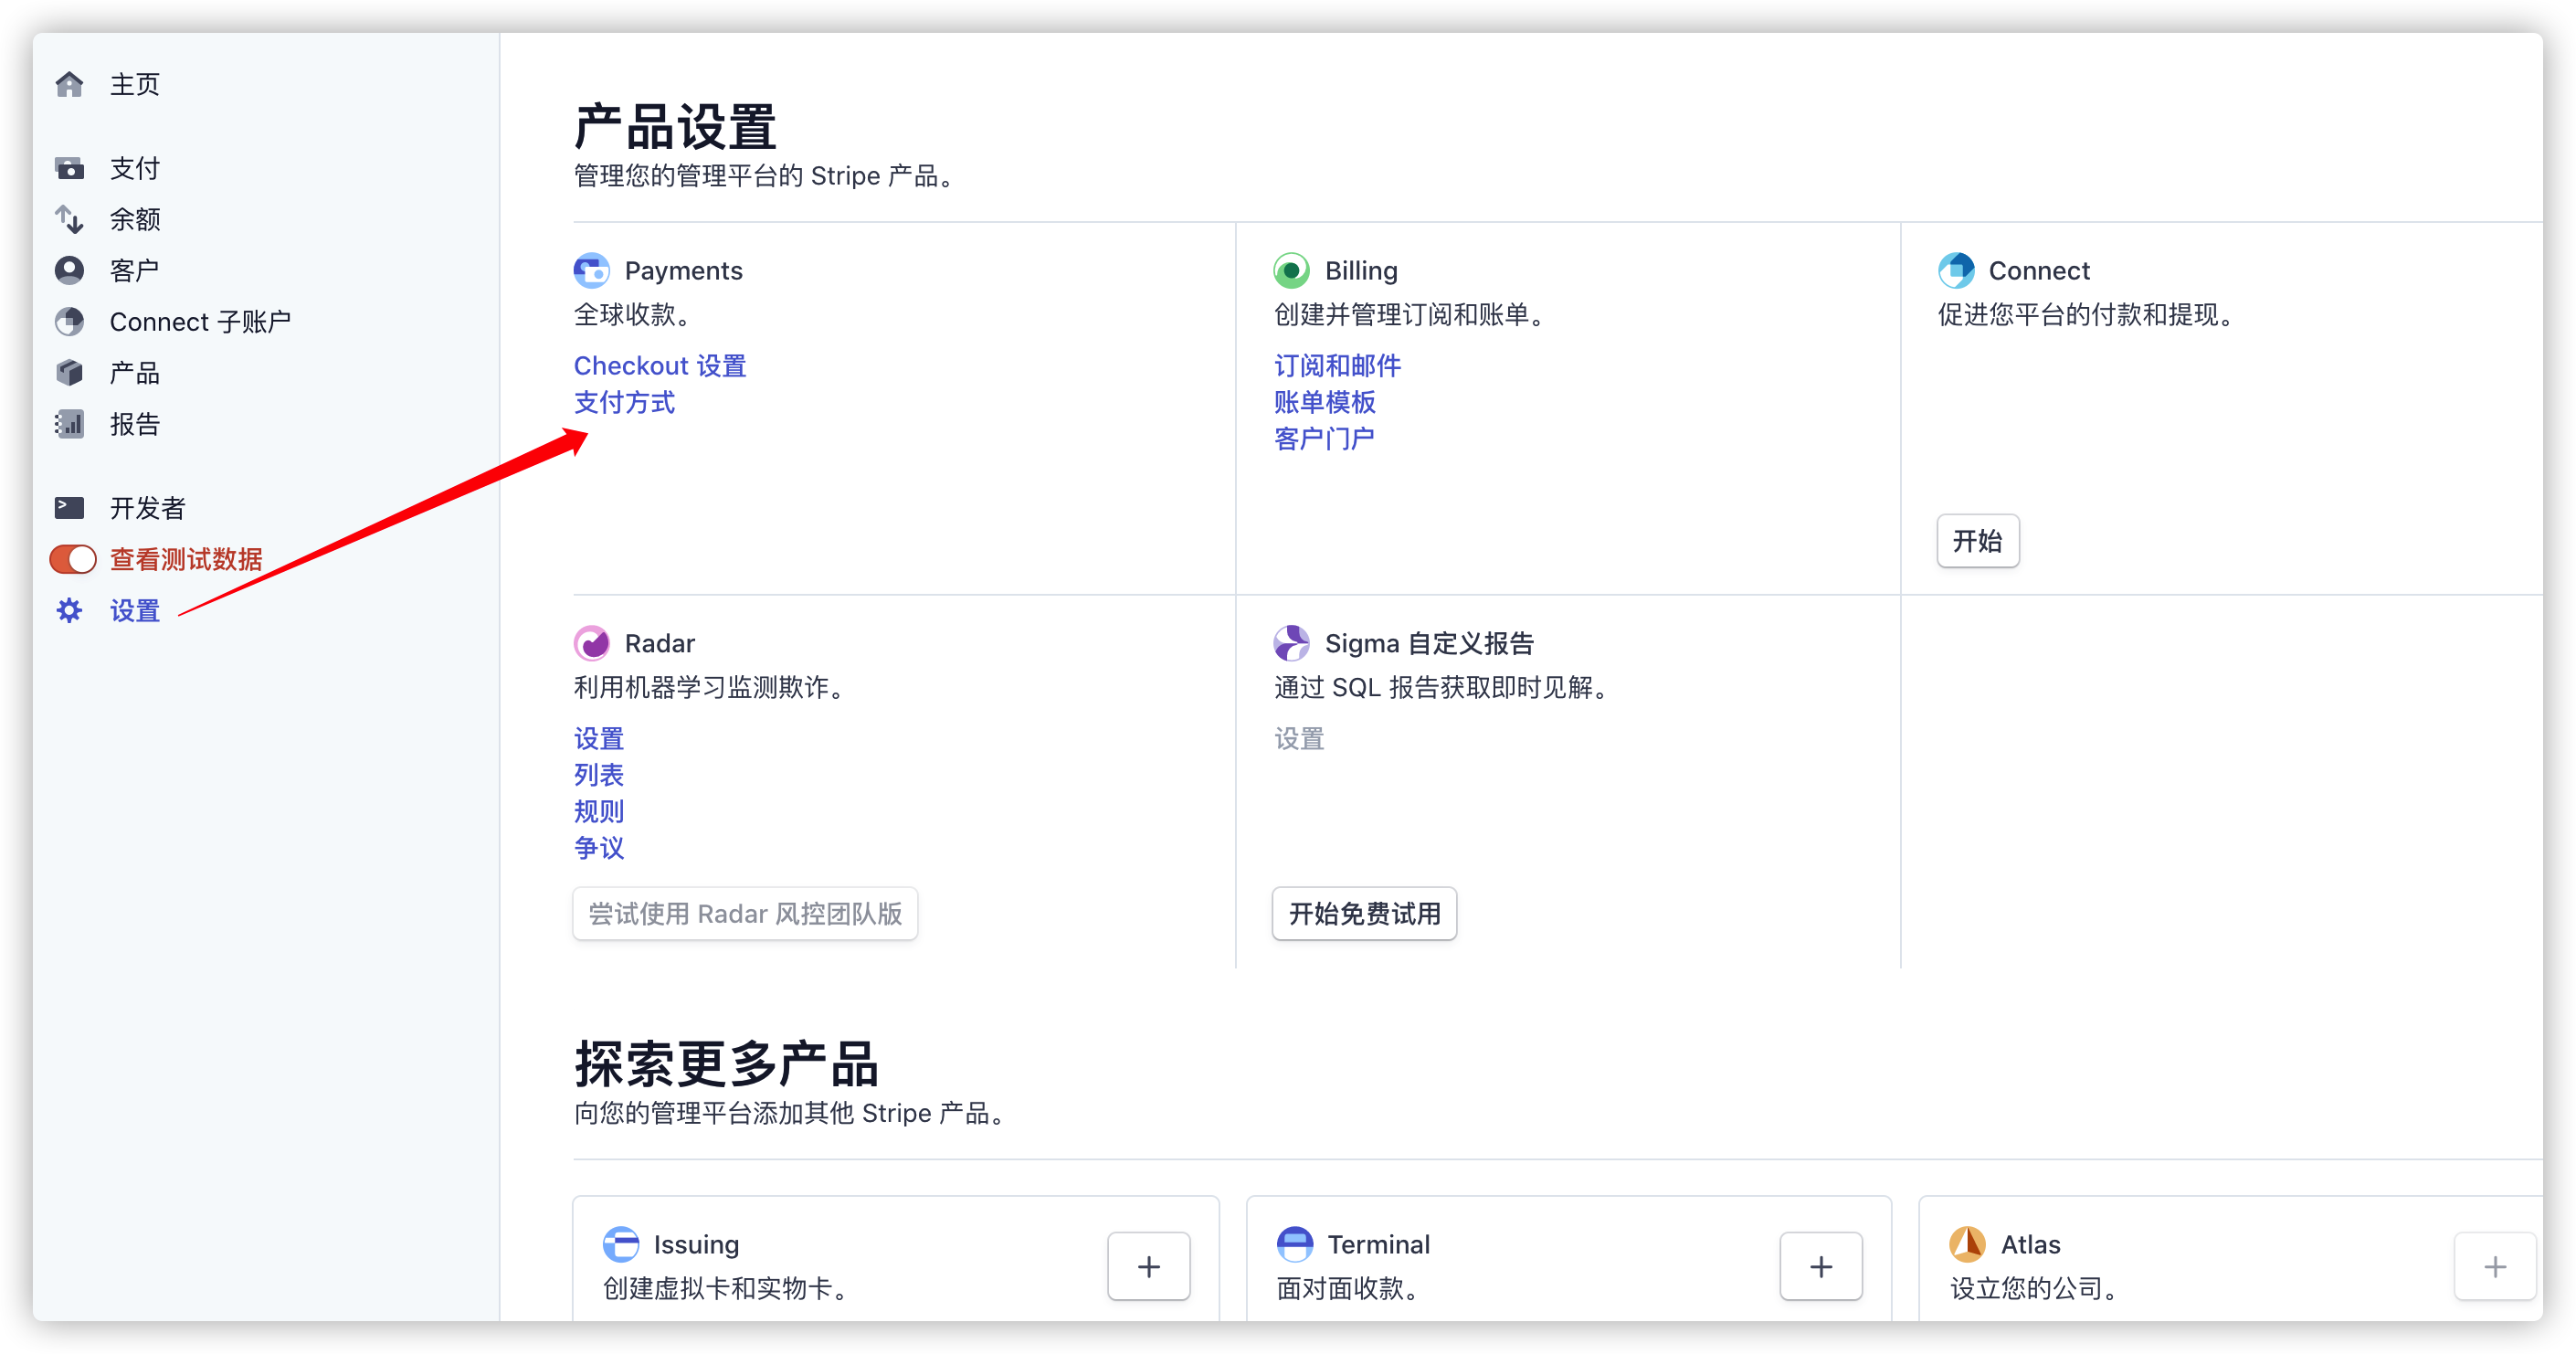 主页
支付
余额
客户
Connect 子账户
产品
报告
开发者
查看测试数据
设置
产品设置
管理您的管理平台的 Stripe 产品。
Payments
全球收款。
Checkout 设置
支付方式
Billing
创建并管理订阅和账单。
订阅和邮件
账单模板
客户门户
Connect
促进您平台的付款和提现。
开始
Radar
利用机器学习监测欺诈。
设置
列表
规则
争议
尝试使用 Radar 风控团队版
Sigma 自定义报告
通过 SQL 报告获取即时见解。
设置
开始免费试用
探索更多产品
向您的管理平台添加其他 Stripe 产品。
Issuing
创建虚拟卡和实物卡。
Terminal
面对面收款。
Atlas
设立您的公司。